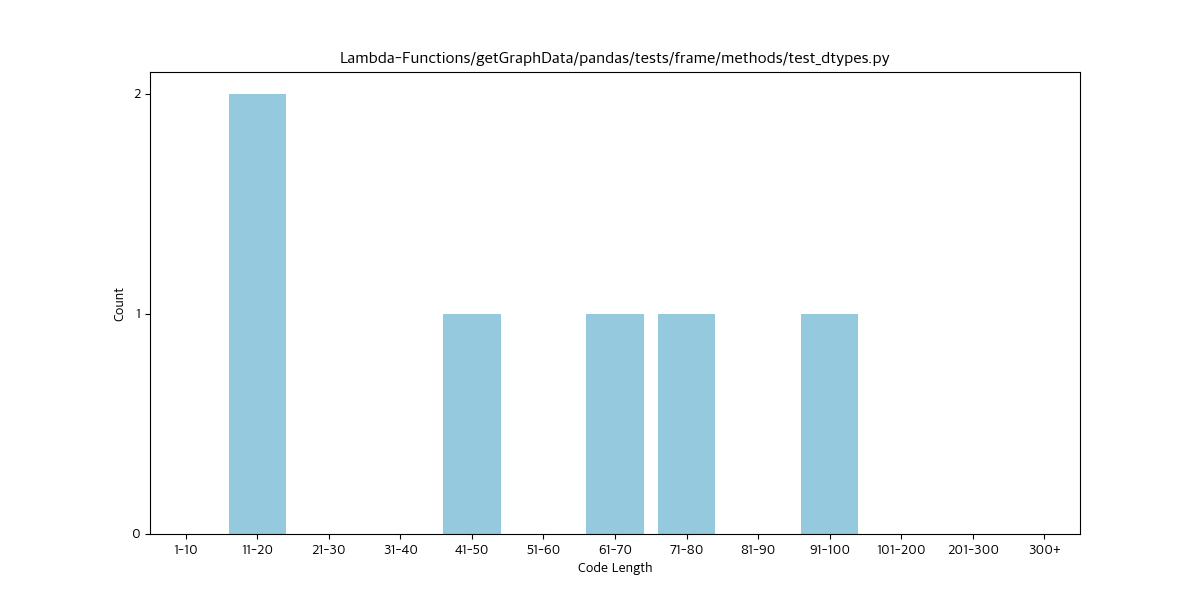 Lambda-Functions/getGraphData/pandas/tests/frame/methods/test_dtypes.py
2
1
0
Count
1-10 11-20 21-30 31-40 41-50 51-60 61-70 71-80 81-90 91-100 101-200 201-300 300+
Code Length